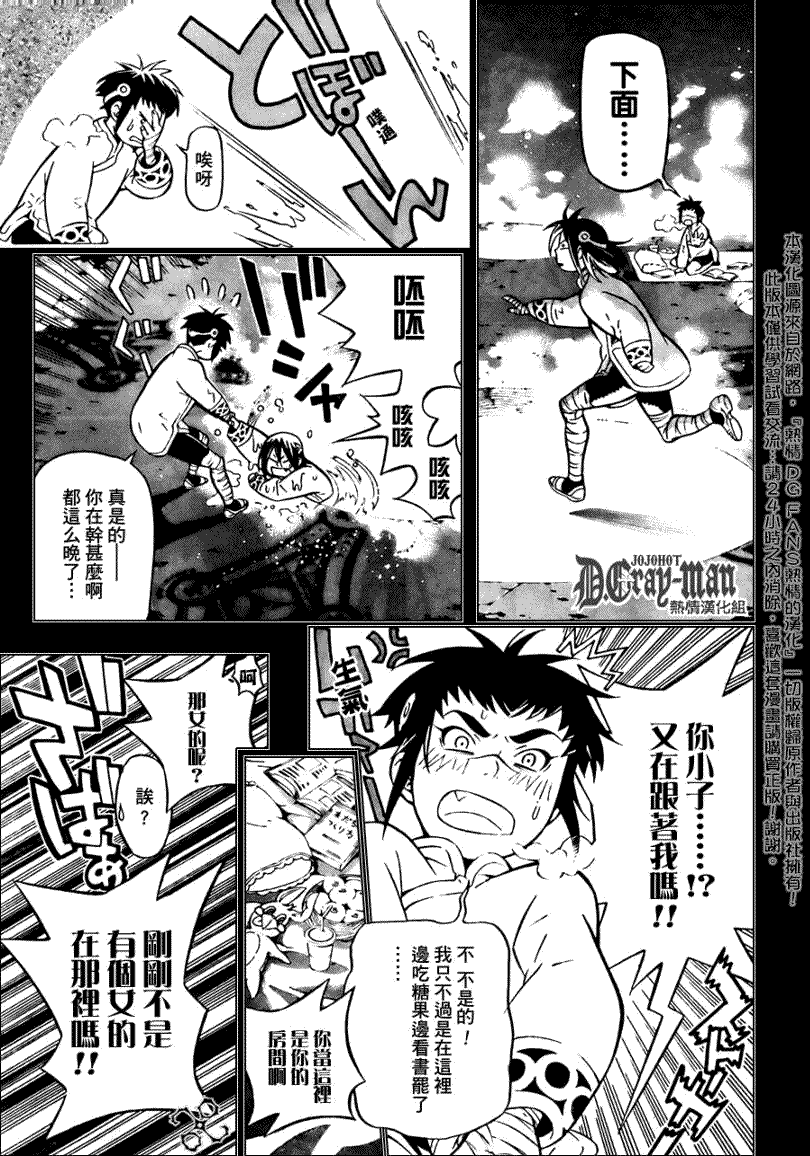 下面……
どぼーん
噗通
唉呀
呸呸
咳咳
咳咳
真是的——
你在幹甚麼啊
都這么晚了…
JOJOHOT
D.Gray-man
熱情漢化組
你小子……!?
又在跟著我嗎!!
生氣
不 不是的！
我只不過是在這裡
邊吃糖果邊看書罷了
……
你當這裡
是你的
房間啊
呵
那女的呢？
誒？
ざばぁ
剛剛不是
有個女的
在那裡嗎!!
本漢化圖源來自於網路，『熱情DG FANS熱情的漢化』一切版權歸原作者與出版社擁有！
此版本僅供學習試看交流…請24小時之內消除，喜歡這套漫畫請購買正版！謝謝。